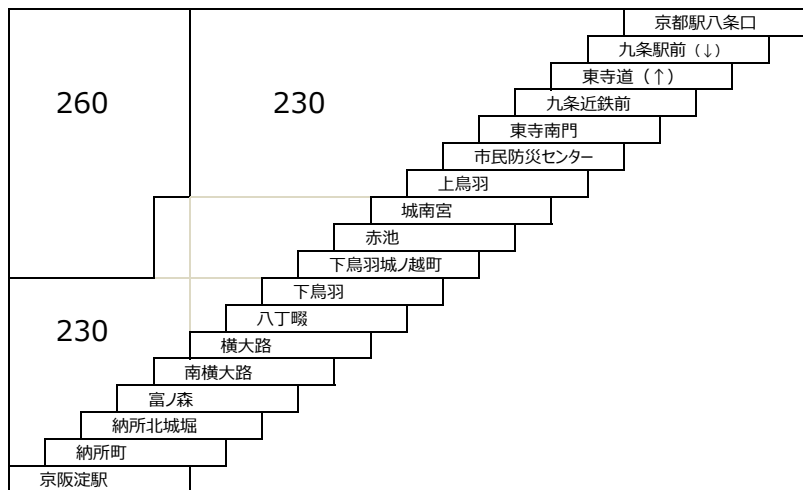 京都駅八条口
九条駅前（↓）
東寺道（↑）
260
230
九条近鉄前
東寺南門
市民防災センター
上鳥羽
城南宮
赤池
下鳥羽城ノ越町
下鳥羽
八丁畷
230
横大路
南横大路
富ノ森
納所北城堀
納所町
京阪淀駅